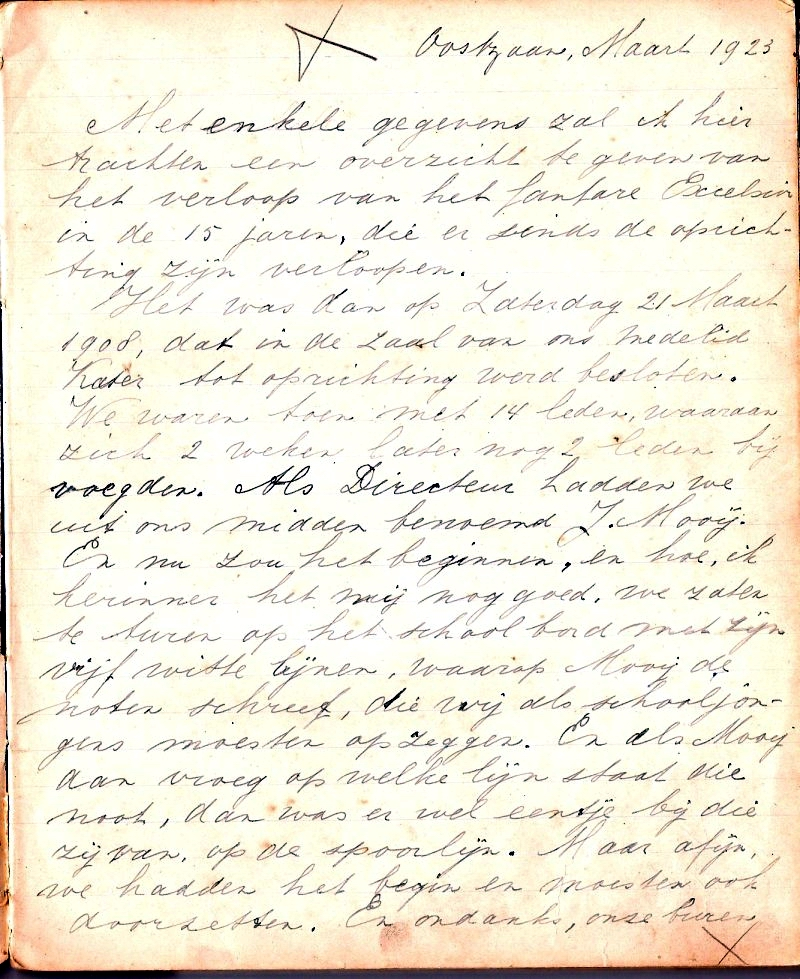 Oostzaan, Maart 1923
Met enkele gegevens zal ik hier
trachten een overzicht te geven van
het verloop van het fanfare Excelsior
in de 15 jaren, die er sinds de oprich-
ting zijn verloopen.
Het was dan op Zaterdag 21 Maart
1908, dat in de zaal van ons medelid
Kater tot oprichting werd besloten.
We waren toen met 14 leden, waaraan
zich 2 weken later nog 2 leden bij
voegden. Als Directeur hadden we
uit ons midden benoemd J. Mooij.
En nu zou het beginnen, en hoe, ik
herinner het mij nog goed. we zaten
te turen op het schoolbord met zijn
vijf witte lijnen, waarop Mooij de
noten schreef, die wij als schooljon-
gens moesten opzeggen. En als Mooij
dan vroeg op welke lijn staat die
noot, dan was er wel eentje bij die
zij van, op de spoorlijn. Maar afijn,
we hadden het begin en moesten ook
doorzetten. En ondanks, onze buren